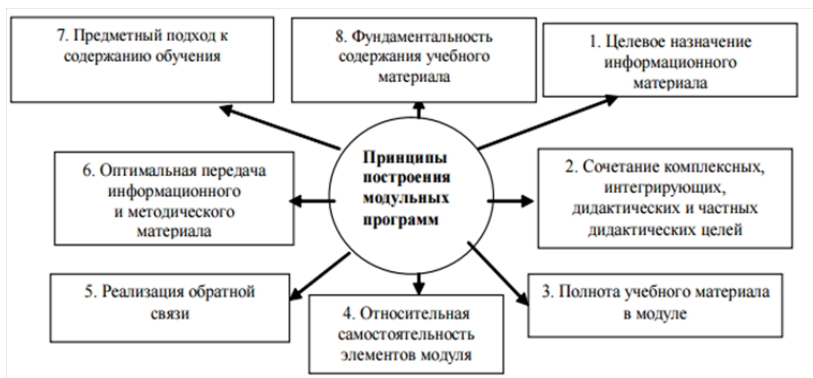 7. Предметный подход к
содержанию обучения
8. Фундаментальность
содержания учебного
материала
1. Целевое назначение
информационного
материала
Принципы
построения
модульных
программ
6. Оптимальная передача
информационного
и методического
материала
2. Сочетание комплексных,
интегрирующих,
дидактических и частных
дидактических целей
5. Реализация обратной
связи
4. Относительная
самостоятельность
элементов модуля
3. Полнота учебного материала
в модуле